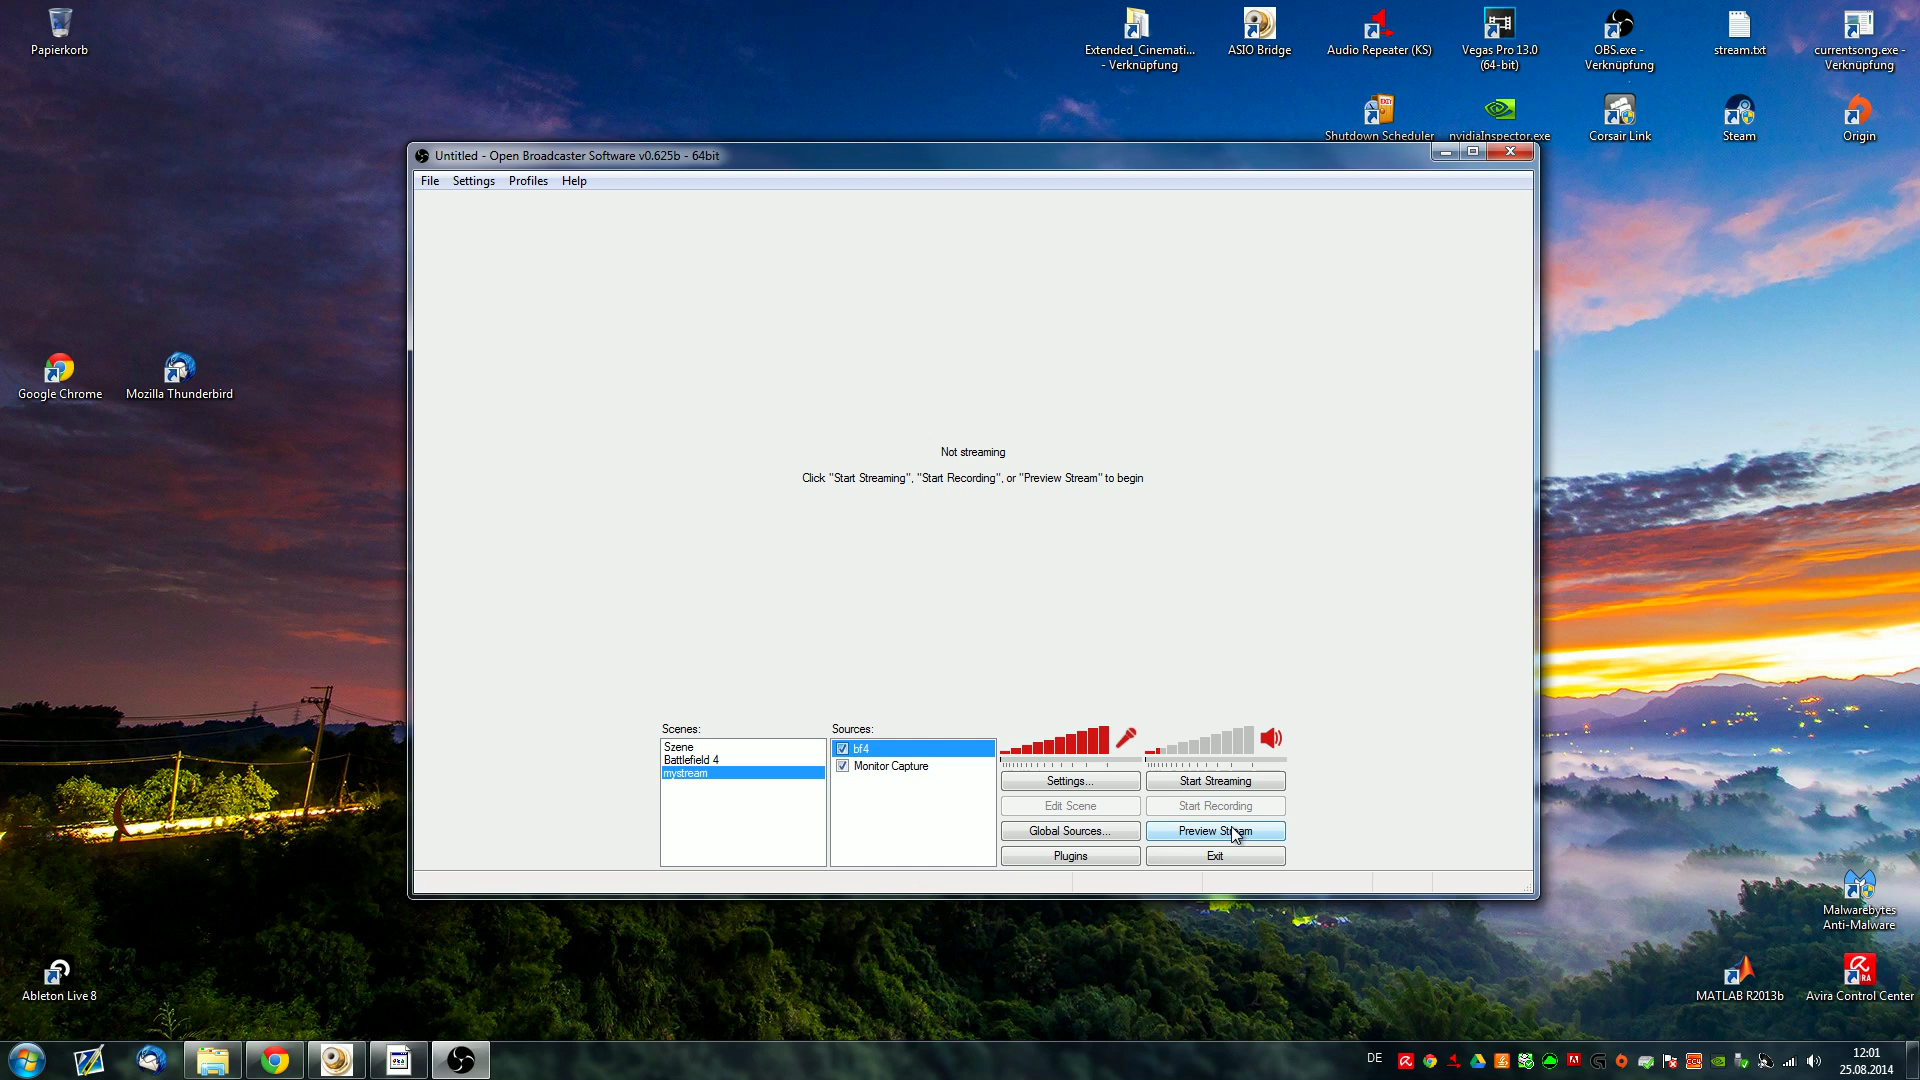 Papierkorb
Extended_Cinemati...
- Verknüpfung
ASIO Bridge
Audio Repeater (KS)
Vegas Pro 13.0
(64-bit)
OBS.exe -
Verknüpfung
stream.txt
currentsong.exe -
Verknüpfung
Shutdown Scheduler
nvidiaInspector.exe
Corsair Link
Steam
Origin
Untitled - Open Broadcaster Software v0.625b - 64bit
File Settings Profiles Help
Google Chrome
Mozilla Thunderbird
Not streaming
Click "Start Streaming", "Start Recording", or "Preview Stream" to begin
Scenes:
Szene
Battlefield 4
mystream
Sources:
bf4
Monitor Capture
Settings...
Start Streaming
Edit Scene
Start Recording
Global Sources...
Preview Stream
Plugins
Exit
Malwarebytes
Anti-Malware
Ableton Live 8
MATLAB R2013b
Avira Control Center
DE
12:01
25.08.2014